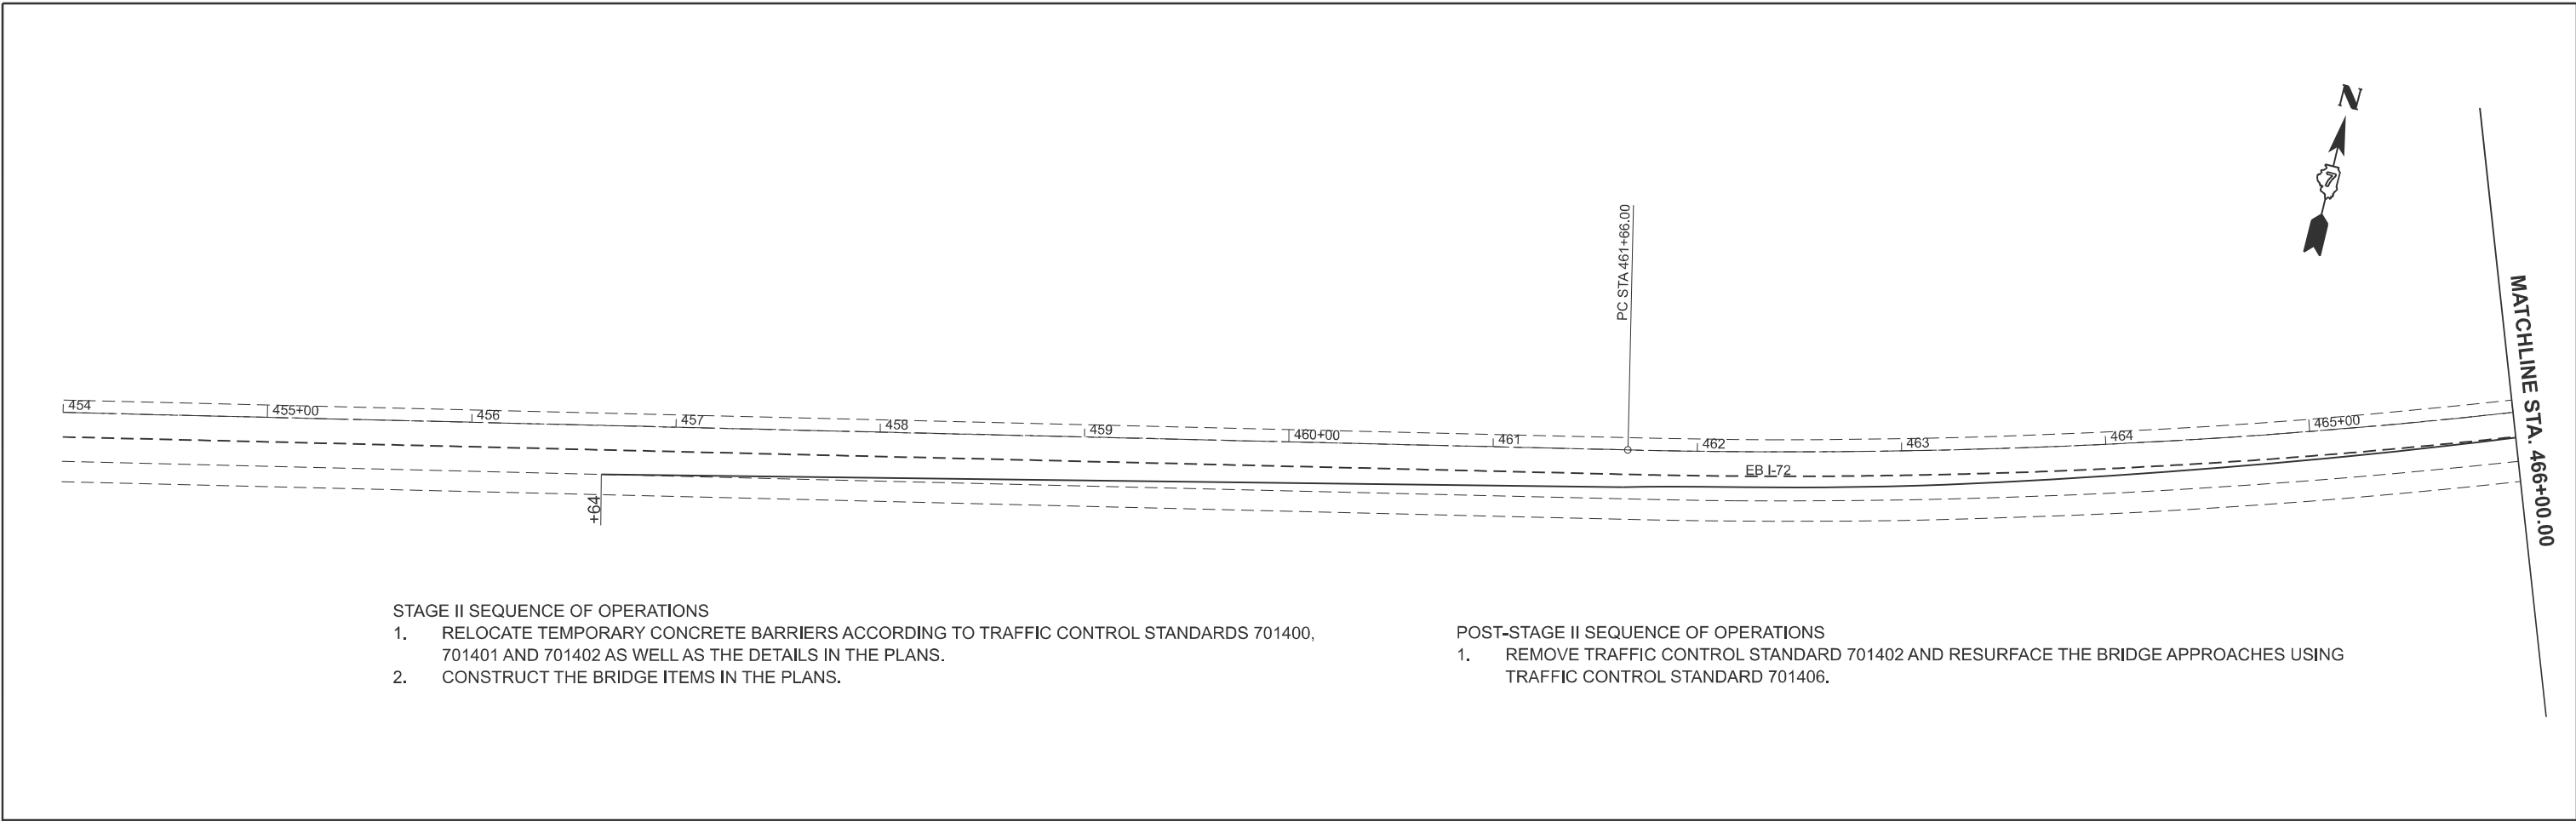 N
7
PC STA 461+66.00
MATCHLINE STA. 466+00.00
454
455+00
456
457
458
459
460+00
461
462
463
464
465+00
EB I-72
+64
STAGE II SEQUENCE OF OPERATIONS
1. RELOCATE TEMPORARY CONCRETE BARRIERS ACCORDING TO TRAFFIC CONTROL STANDARDS 701400,
701401 AND 701402 AS WELL AS THE DETAILS IN THE PLANS.
2. CONSTRUCT THE BRIDGE ITEMS IN THE PLANS.
POST-STAGE II SEQUENCE OF OPERATIONS
1. REMOVE TRAFFIC CONTROL STANDARD 701402 AND RESURFACE THE BRIDGE APPROACHES USING
TRAFFIC CONTROL STANDARD 701406.